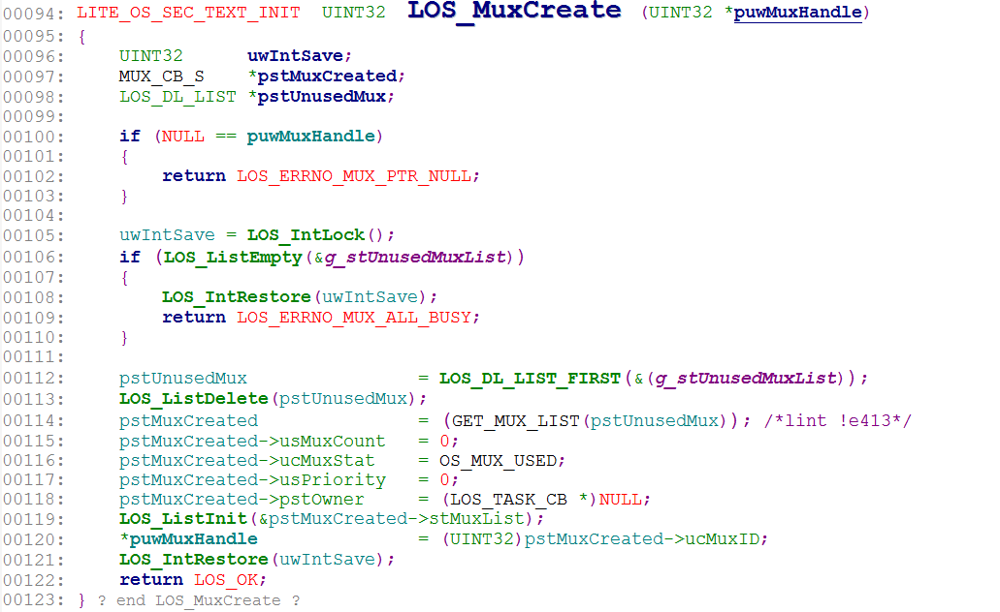 00094: LITE_OS_SEC_TEXT_INIT UINT32 LOS_MuxCreate (UINT32 *puwMuxHandle)
00095: {
00096:     UINT32      uwIntSave;
00097:     MUX_CB_S    *pstMuxCreated;
00098:     LOS_DL_LIST *pstUnusedMux;
00099:
00100:     if (NULL == puwMuxHandle)
00101:     {
00102:         return LOS_ERRNO_MUX_PTR_NULL;
00103:     }
00104:
00105:     uwIntSave = LOS_IntLock();
00106:     if (LOS_ListEmpty(&g_stUnusedMuxList))
00107:     {
00108:         LOS_IntRestore(uwIntSave);
00109:         return LOS_ERRNO_MUX_ALL_BUSY;
00110:     }
00111:
00112:     pstUnusedMux                = LOS_DL_LIST_FIRST(&(g_stUnusedMuxList));
00113:     LOS_ListDelete(pstUnusedMux);
00114:     pstMuxCreated               = (GET_MUX_LIST(pstUnusedMux)); /*lint !e413*/
00115:     pstMuxCreated->usMuxCount   = 0;
00116:     pstMuxCreated->ucMuxStat    = OS_MUX_USED;
00117:     pstMuxCreated->usPriority   = 0;
00118:     pstMuxCreated->pstOwner     = (LOS_TASK_CB *)NULL;
00119:     LOS_ListInit(&pstMuxCreated->stMuxList);
00120:     *puwMuxHandle               = (UINT32)pstMuxCreated->ucMuxID;
00121:     LOS_IntRestore(uwIntSave);
00122:     return LOS_OK;
00123: } ? end LOS_MuxCreate ?